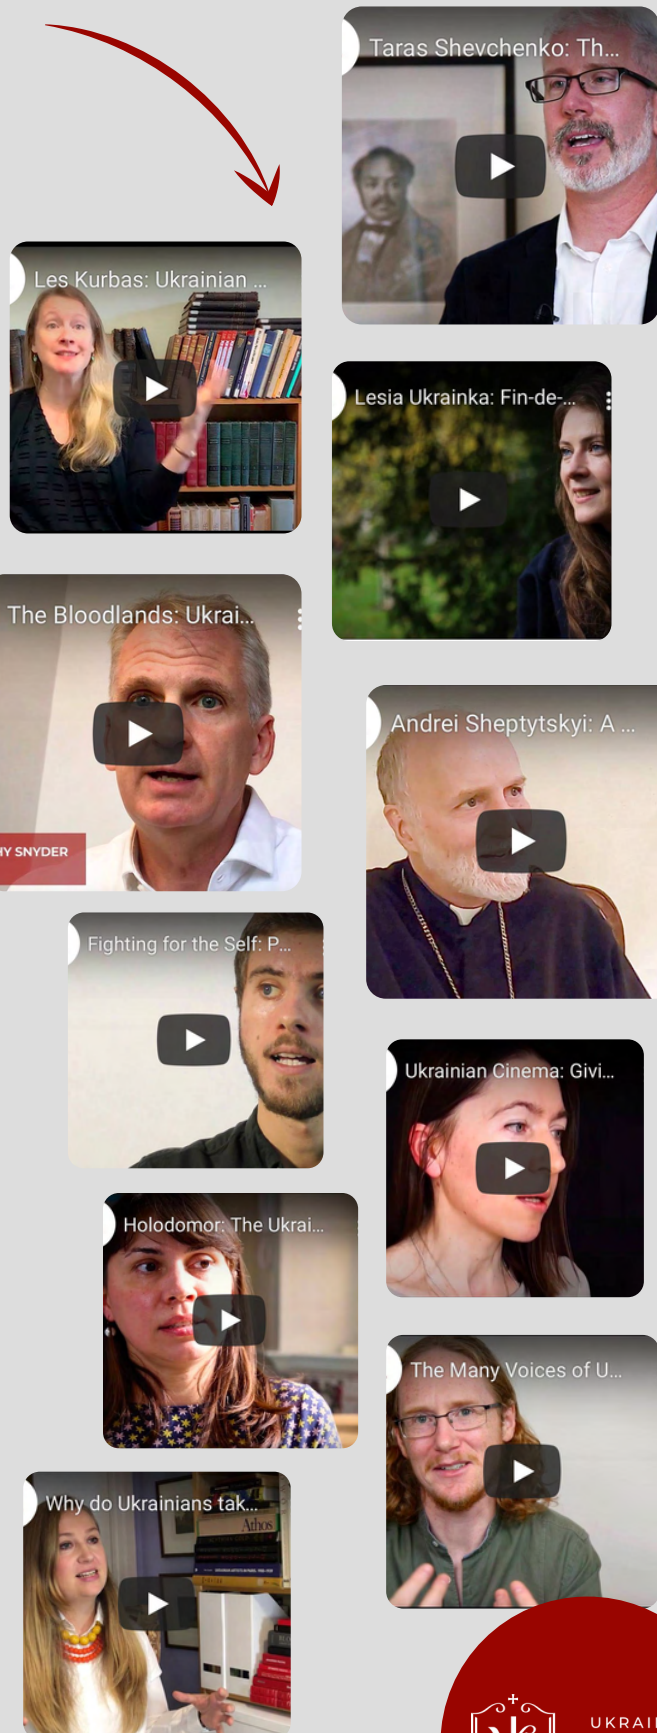 Taras Shevchenko: Th...
Les Kurbas: Ukrainian ...
Lesia Ukrainka: Fin-de-...
The Bloodlands: Ukrai...
HY SNYDER
Andrei Sheptytskyi: A ...
Fighting for the Self: P...
Ukrainian Cinema: Givi...
Holodomor: The Ukrai...
The Many Voices of U...
Why do Ukrainians tak...
Athos
UKRAI